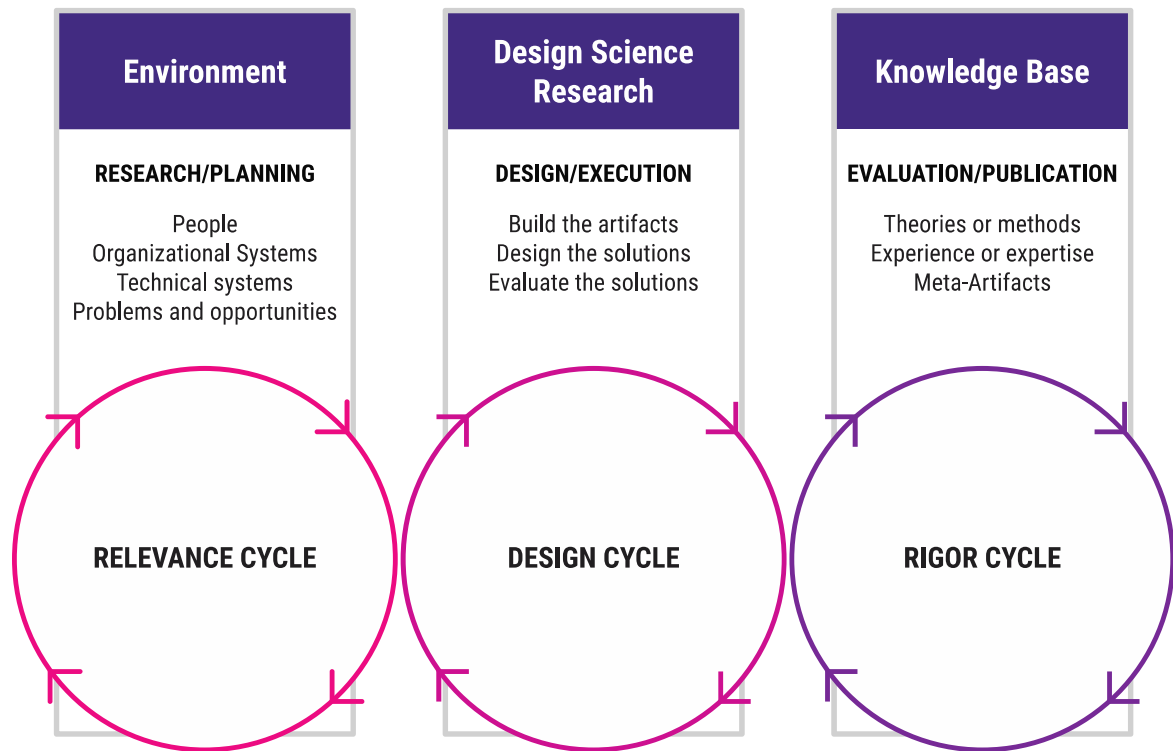 Environment
RESEARCH/PLANNING
People
Organizational Systems
Technical systems
Problems and opportunities
RELEVANCE CYCLE
Design Science
Research
DESIGN/EXECUTION
Build the artifacts
Design the solutions
Evaluate the solutions
DESIGN CYCLE
Knowledge Base
EVALUATION/PUBLICATION
Theories or methods
Experience or expertise
Meta-Artifacts
RIGOR CYCLE